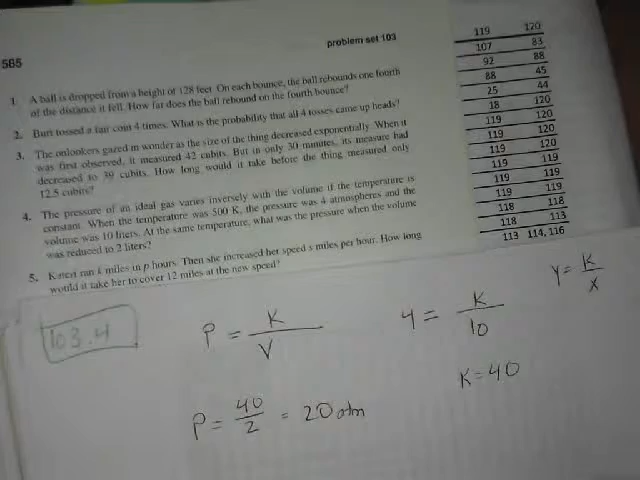 585
problem set 103
1. A ball is dropped from a height of 128 feet. On each bounce, the ball rebounds one fourth
of the distance it fell. How far does the ball rebound on the fourth bounce?
2. Burt tossed a fair coin 4 times. What is the probability that all 4 tosses came up heads?
3. The onlookers gazed in wonder as the size of the thing decreased exponentially. When it
was first observed, it measured 42 cubits. But in only 30 minutes, its measure had
decreased to 39 cubits. How long would it take before the thing measured only
12.5 cubits?
4. The pressure of an ideal gas varies inversely with the volume if the temperature is
constant. When the temperature was 500 K, the pressure was 4 atmospheres and the
volume was 10 liters. At the same temperature, what was the pressure when the volume
was reduced to 2 liters?
5. ran k miles in p hours. Then she increased her speed s miles per hour. How long
would it take her to cover 12 miles at the new speed?
119 120
107 83
92 88
88 45
25 44
18 120
119 120
119 120
119 120
119 119
119 119
119 119
118 118
118 113
113 114, 116
103.4
P = K
V
4 = K
10
Y = K
X
K = 40
P = 40
2 = 20 atm